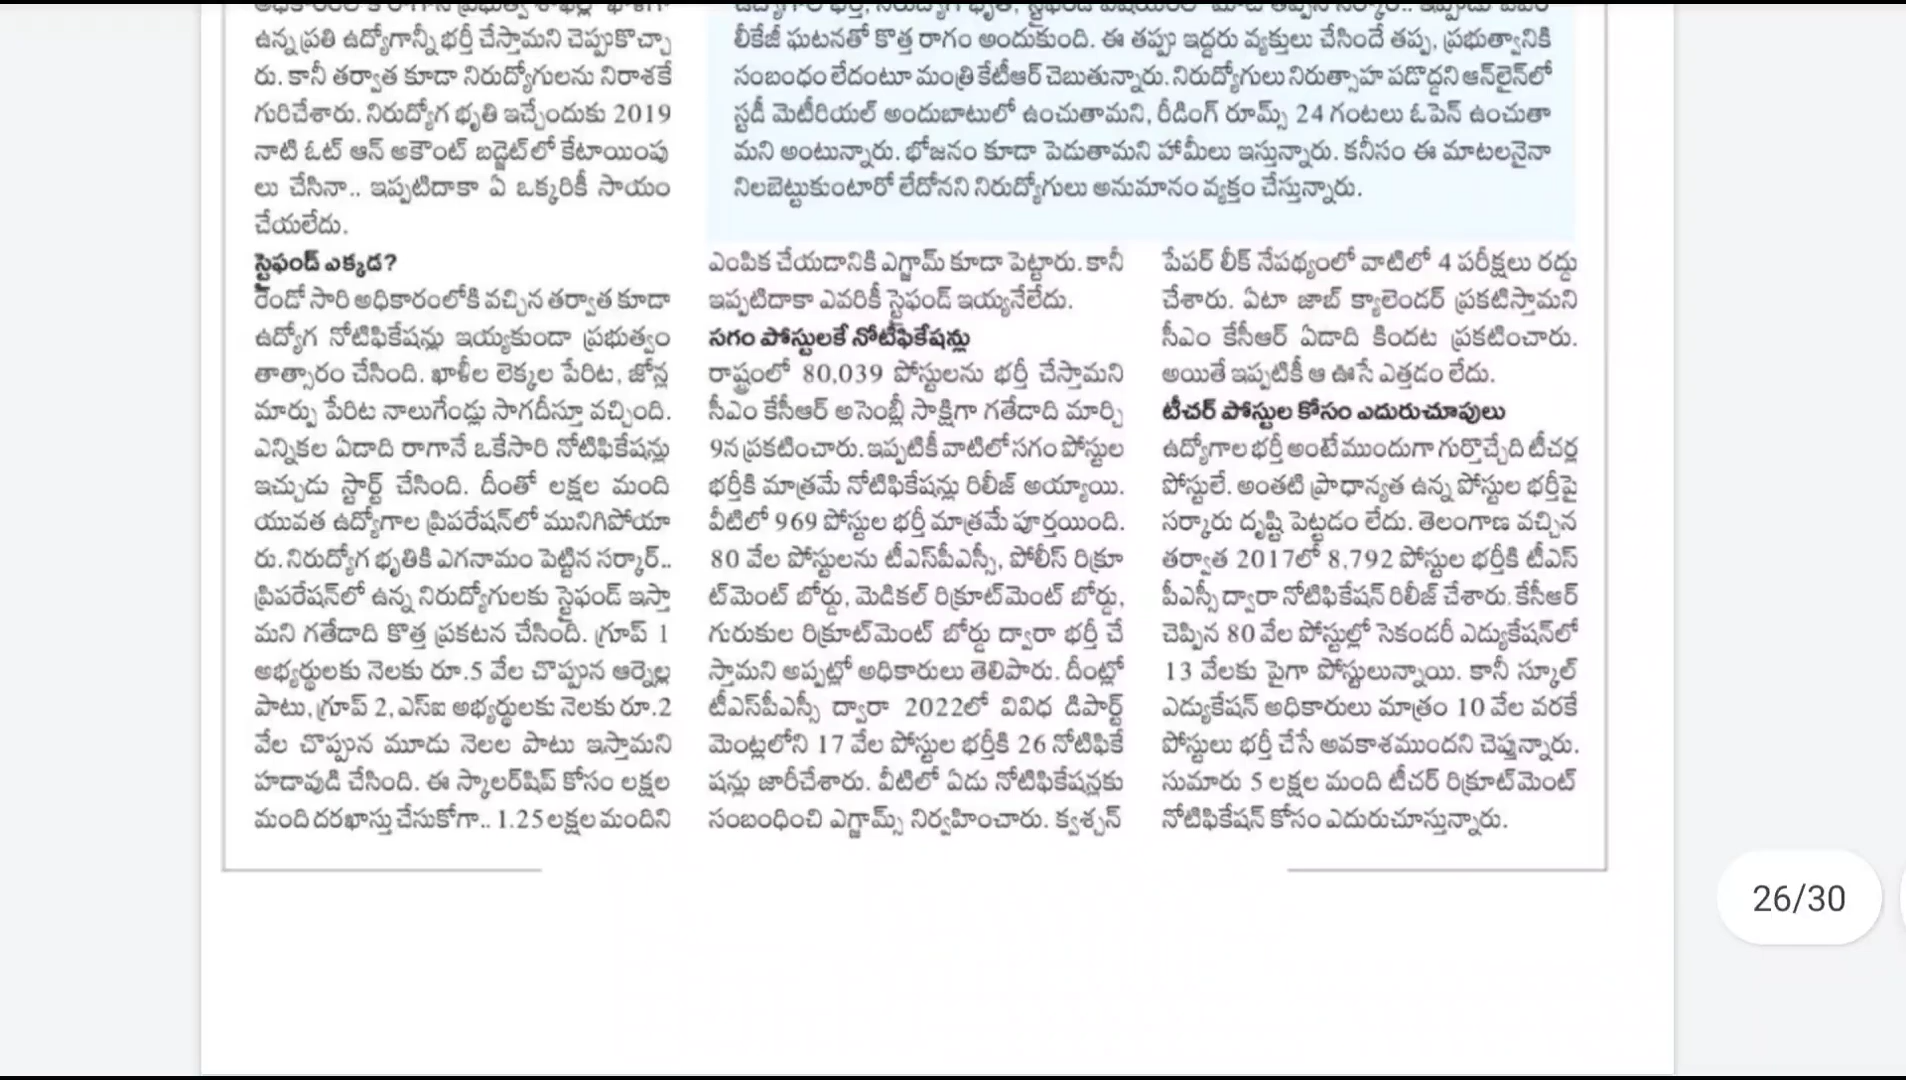 ఉన్న ప్రతి ఉద్యోగాన్నీ భర్తీ చేస్తామని చెప్పుకొచ్చా
రు. కానీ తర్వాత కూడా నిరుద్యోగులను నిరాశకే
గురిచేశారు. నిరుద్యోగ భృతి ఇచ్చేందుకు 2019
నాటి ఓట్ ఆన్ అకౌంట్ బడ్జెట్‌లో కేటాయింపు
లు చేసినా.. ఇప్పటిదాకా ఏ ఒక్కరికీ సాయం
చేయలేదు.
స్టైఫండ్ ఎక్కడ?
రెండో సారి అధికారంలోకి వచ్చిన తర్వాత కూడా
ఉద్యోగ నోటిఫికేషన్లు ఇయ్యకుండా ప్రభుత్వం
తాత్సారం చేసింది. ఖాళీల లెక్కల పేరిట, జోన్ల
మార్పు పేరిట నాలుగేండ్లు సాగదీస్తూ వచ్చింది.
ఎన్నికల ఏడాది రాగానే ఒకేసారి నోటిఫికేషన్లు
ఇచ్చుడు స్టార్ట్ చేసింది. దీంతో లక్షల మంది
యువత ఉద్యోగాల ప్రిపరేషన్‌లో మునిగిపోయా
రు. నిరుద్యోగ భృతికి ఎగనామం పెట్టిన సర్కార్..
ప్రిపరేషన్‌లో ఉన్న నిరుద్యోగులకు స్టైఫండ్ ఇస్తా
మని గతేడాది కొత్త ప్రకటన చేసింది. గ్రూప్ 1
అభ్యర్థులకు నెలకు రూ.5 వేల చొప్పున ఆర్నెల్ల
పాటు, గ్రూప్ 2, ఎస్ఐ అభ్యర్థులకు నెలకు రూ.2
వేల చొప్పున మూడు నెలల పాటు ఇస్తామని
హడావుడి చేసింది. ఈ స్కాలర్‌షిప్ కోసం లక్షల
మంది దరఖాస్తు చేసుకోగా.. 1.25 లక్షల మందిని
లీకేజీ ఘటనతో కొత్త రాగం అందుకుంది. ఈ తప్పు ఇద్దరు వ్యక్తులు చేసిందే తప్ప, ప్రభుత్వానికి
సంబంధం లేదంటూ మంత్రి కేటీఆర్ చెబుతున్నారు. నిరుద్యోగులు నిరుత్సాహ పడొద్దని ఆన్‌లైన్‌లో
స్టడీ మెటీరియల్ అందుబాటులో ఉంచుతామని, రీడింగ్ రూమ్స్ 24 గంటలు ఓపెన్ ఉంచుతా
మని అంటున్నారు. భోజనం కూడా పెడుతామని హామీలు ఇస్తున్నారు. కనీసం ఈ మాటలనైనా
నిలబెట్టుకుంటారో లేదోనని నిరుద్యోగులు అనుమానం వ్యక్తం చేస్తున్నారు.
ఎంపిక చేయడానికి ఎగ్జామ్ కూడా పెట్టారు. కానీ
ఇప్పటిదాకా ఎవరికీ స్టైఫండ్ ఇయ్యనేలేదు.
సగం పోస్టులకే నోటిఫికేషన్లు
రాష్ట్రంలో 80,039 పోస్టులను భర్తీ చేస్తామని
సీఎం కేసీఆర్ అసెంబ్లీ సాక్షిగా గతేడాది మార్చి
9న ప్రకటించారు. ఇప్పటికీ వాటిలో సగం పోస్టుల
భర్తీకి మాత్రమే నోటిఫికేషన్లు రిలీజ్ అయ్యాయి.
వీటిలో 969 పోస్టుల భర్తీ మాత్రమే పూర్తయింది.
80 వేల పోస్టులను టీఎస్‌పీఎస్సీ, పోలీస్ రిక్రూ
ట్‌మెంట్ బోర్డు, మెడికల్ రిక్రూట్‌మెంట్ బోర్డు,
గురుకుల రిక్రూట్‌మెంట్ బోర్డు ద్వారా భర్తీ చే
స్తామని అప్పట్లో అధికారులు తెలిపారు. దీంట్లో
టీఎస్‌పీఎస్సీ ద్వారా 2022లో వివిధ డిపార్ట్
మెంట్లలోని 17 వేల పోస్టుల భర్తీకి 26 నోటిఫికే
షన్లు జారీచేశారు. వీటిలో ఏడు నోటిఫికేషన్లకు
సంబంధించి ఎగ్జామ్స్ నిర్వహించారు. క్వశ్చన్
పేపర్ లీక్ నేపథ్యంలో వాటిలో 4 పరీక్షలు రద్దు
చేశారు. ఏటా జాబ్ క్యాలెండర్ ప్రకటిస్తామని
సీఎం కేసీఆర్ ఏడాది కిందట ప్రకటించారు.
అయితే ఇప్పటికీ ఆ ఊసే ఎత్తడం లేదు.
టీచర్ పోస్టుల కోసం ఎదురుచూపులు
ఉద్యోగాల భర్తీ అంటే ముందుగా గుర్తొచ్చేది టీచర్ల
పోస్టులే. అంతటి ప్రాధాన్యత ఉన్న పోస్టుల భర్తీపై
సర్కారు దృష్టి పెట్టడం లేదు. తెలంగాణ వచ్చిన
తర్వాత 2017లో 8,792 పోస్టుల భర్తీకి టీఎస్
పీఎస్సీ ద్వారా నోటిఫికేషన్ రిలీజ్ చేశారు. కేసీఆర్
చెప్పిన 80 వేల పోస్టుల్లో సెకండరీ ఎడ్యుకేషన్‌లో
13 వేలకు పైగా పోస్టులున్నాయి. కానీ స్కూల్
ఎడ్యుకేషన్ అధికారులు మాత్రం 10 వేల వరకే
పోస్టులు భర్తీ చేసే అవకాశముందని చెప్తున్నారు.
సుమారు 5 లక్షల మంది టీచర్ రిక్రూట్‌మెంట్
నోటిఫికేషన్ కోసం ఎదురుచూస్తున్నారు.
26/30